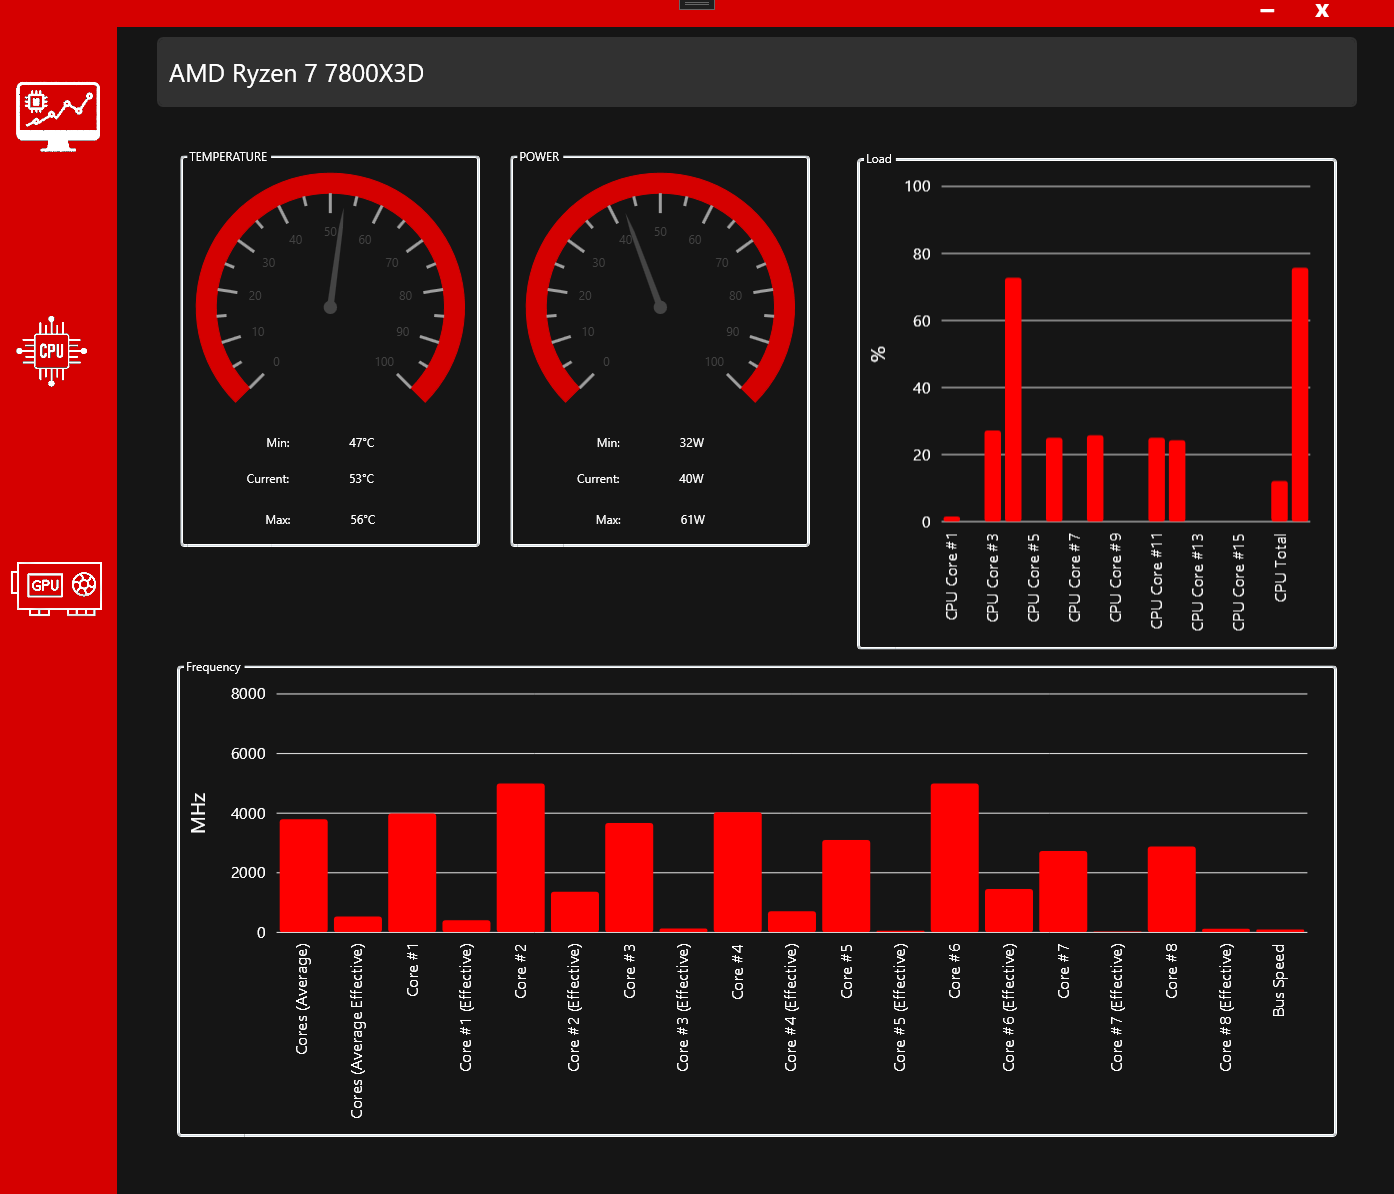 X
AMD Ryzen 7 7800X3D
CPU
GPU
TEMPERATURE
0
10
20
30
40
50
60
70
80
90
100
Min: 47°C
Current: 53°C
Max: 56°C
POWER
0
10
20
30
40
50
60
70
80
90
100
Min: 32W
Current: 40W
Max: 61W
Load
%
100
80
60
40
20
0
CPU Core #1
CPU Core #3
CPU Core #5
CPU Core #7
CPU Core #9
CPU Core #11
CPU Core #13
CPU Core #15
CPU Total
Frequency
MHz
8000
6000
4000
2000
0
Cores (Average)
Cores (Average Effective)
Core #1
Core #1 (Effective)
Core #2
Core #2 (Effective)
Core #3
Core #3 (Effective)
Core #4
Core #4 (Effective)
Core #5
Core #5 (Effective)
Core #6
Core #6 (Effective)
Core #7
Core #7 (Effective)
Core #8
Core #8 (Effective)
Bus Speed